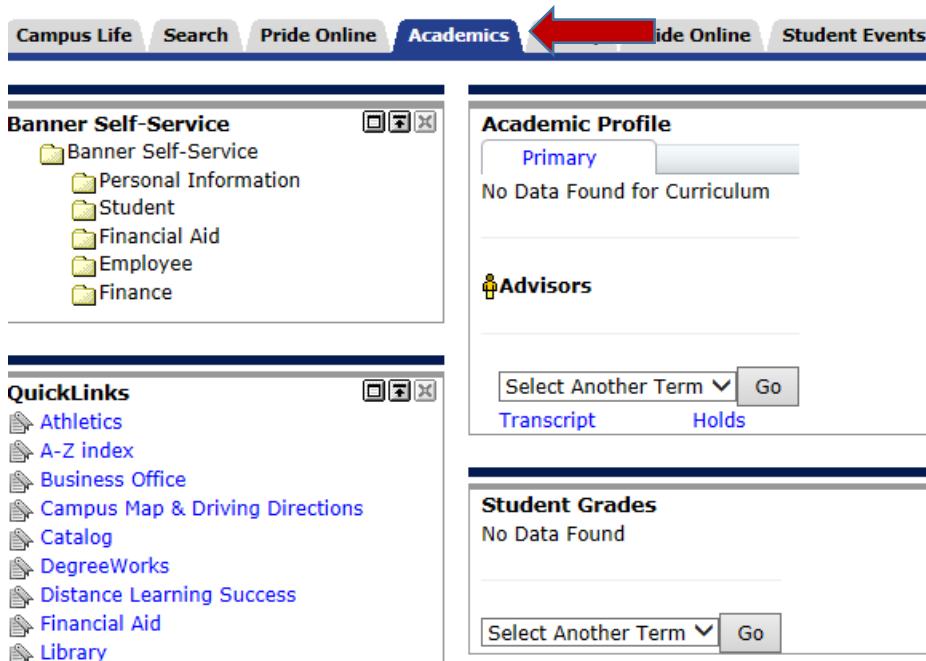 Campus Life Search Pride Online Academics ide Online Student Events
Banner Self-Service
Banner Self-Service
Personal Information
Student
Financial Aid
Employee
Finance
QuickLinks
Athletics
A-Z index
Business Office
Campus Map & Driving Directions
Catalog
DegreeWorks
Distance Learning Success
Financial Aid
Library
Academic Profile
Primary
No Data Found for Curriculum
Advisors
Select Another Term Go
Transcript Holds
Student Grades
No Data Found
Select Another Term Go